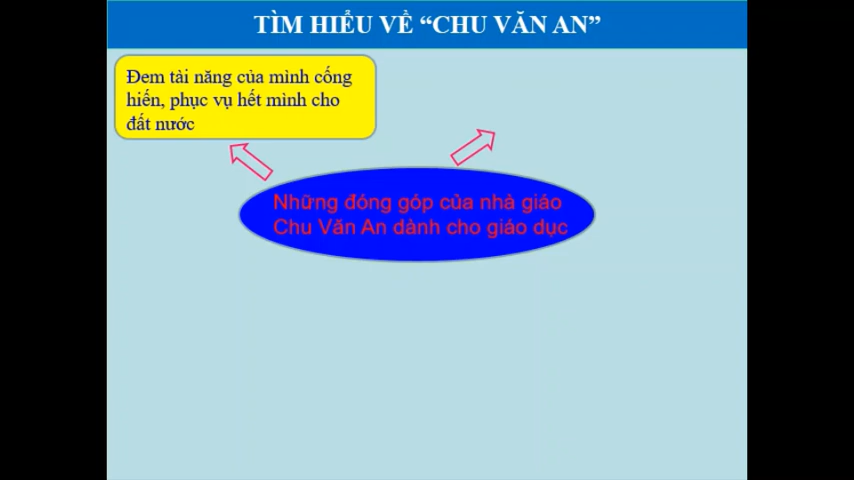 TÌM HIỂU VỀ “CHU VĂN AN”
Đem tài năng của mình cống
hiến, phục vụ hết mình cho
đất nước
Những đóng góp của nhà giáo
Chu Văn An dành cho giáo dục